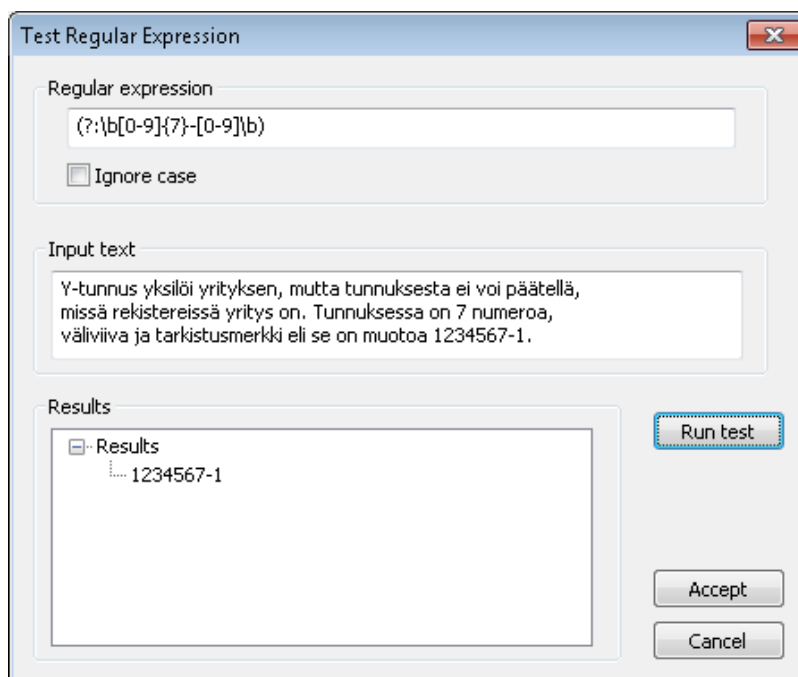 Test Regular Expression
Regular expression
(?:\b[0-9]{7}-[0-9]\b)
Ignore case
Input text
Y-tunnus yksilöi yrityksen, mutta tunnuksesta ei voi päätellä,
missä rekistereissä yritys on. Tunnuksessa on 7 numeroa,
väliviiva ja tarkistusmerkki eli se on muotoa 1234567-1.
Results
Results
1234567-1
Run test
Accept
Cancel